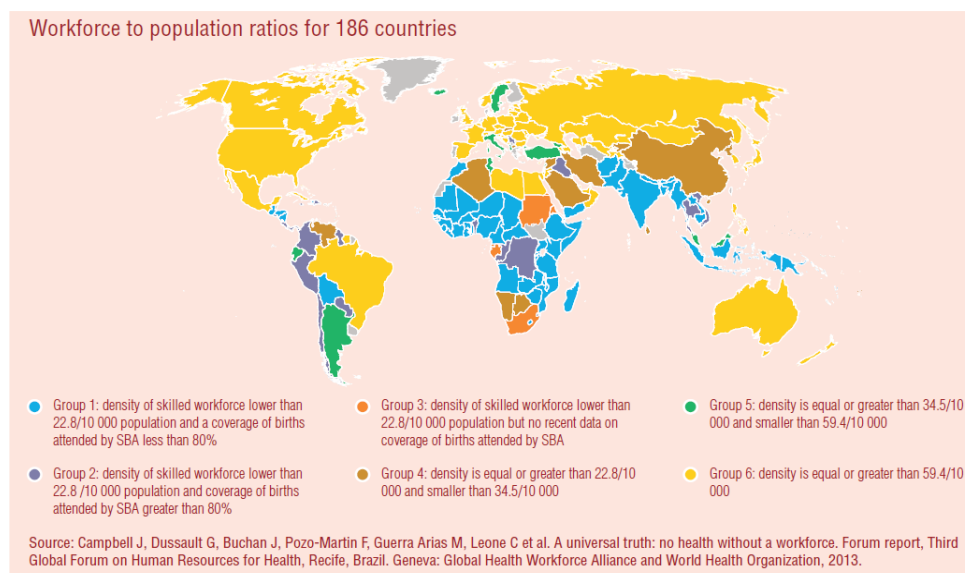 Workforce to population ratios for 186 countries
Group 1: density of skilled workforce lower than
22.8/10 000 population and a coverage of births
attended by SBA less than 80%
Group 2: density of skilled workforce lower than
22.8 /10 000 population and coverage of births
attended by SBA greater than 80%
Group 3: density of skilled workforce lower than
22.8/10 000 population but no recent data on
coverage of births attended by SBA
Group 4: density is equal or greater than 22.8/10
000 and smaller than 34.5/10 000
Group 5: density is equal or greater than 34.5/10
000 and smaller than 59.4/10 000
Group 6: density is equal or greater than 59.4/10
000
Source: Campbell J, Dussault G, Buchan J, Pozo-Martin F, Guerra Arias M, Leone C et al. A universal truth: no health without a workforce. Forum report, Third
Global Forum on Human Resources for Health, Recife, Brazil. Geneva: Global Health Workforce Alliance and World Health Organization, 2013.